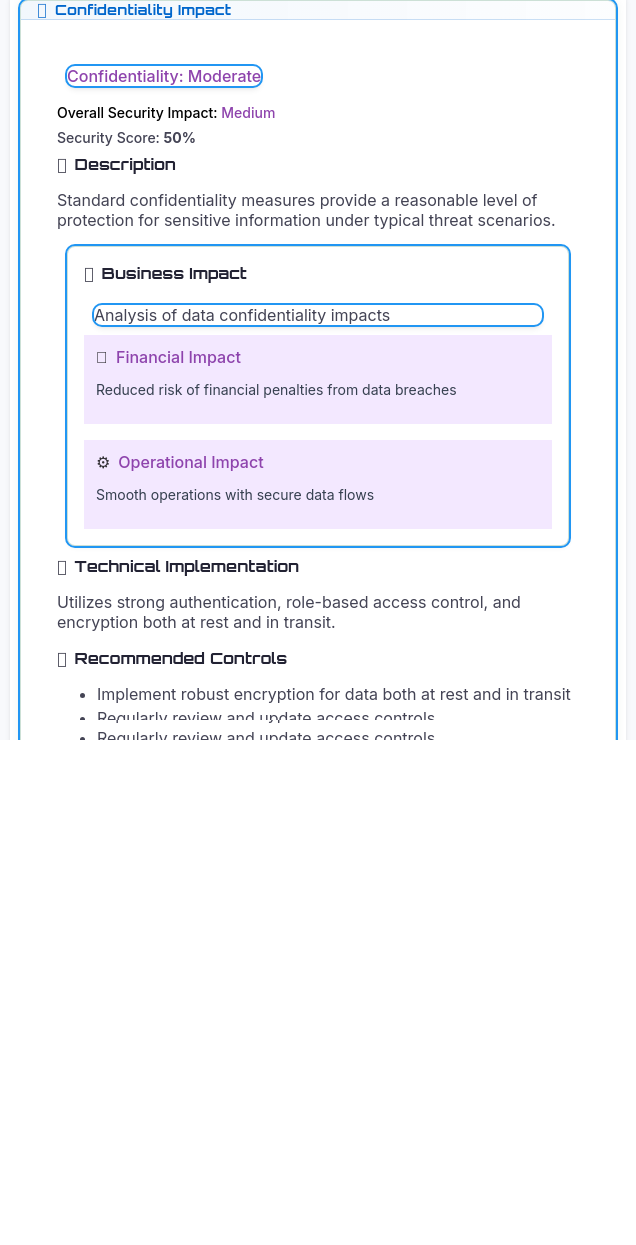 Confidentiality Impact
Confidentiality: Moderate
Overall Security Impact: Medium
Security Score: 50%
Description
Standard confidentiality measures provide a reasonable level of
protection for sensitive information under typical threat scenarios.
Business Impact
Analysis of data confidentiality impacts
Financial Impact
Reduced risk of financial penalties from data breaches
⚙ Operational Impact
Smooth operations with secure data flows
Technical Implementation
Utilizes strong authentication, role-based access control, and
encryption both at rest and in transit.
Recommended Controls
• Implement robust encryption for data both at rest and in transit
• Regularly review and update access controls
• Regularly review and update access controls